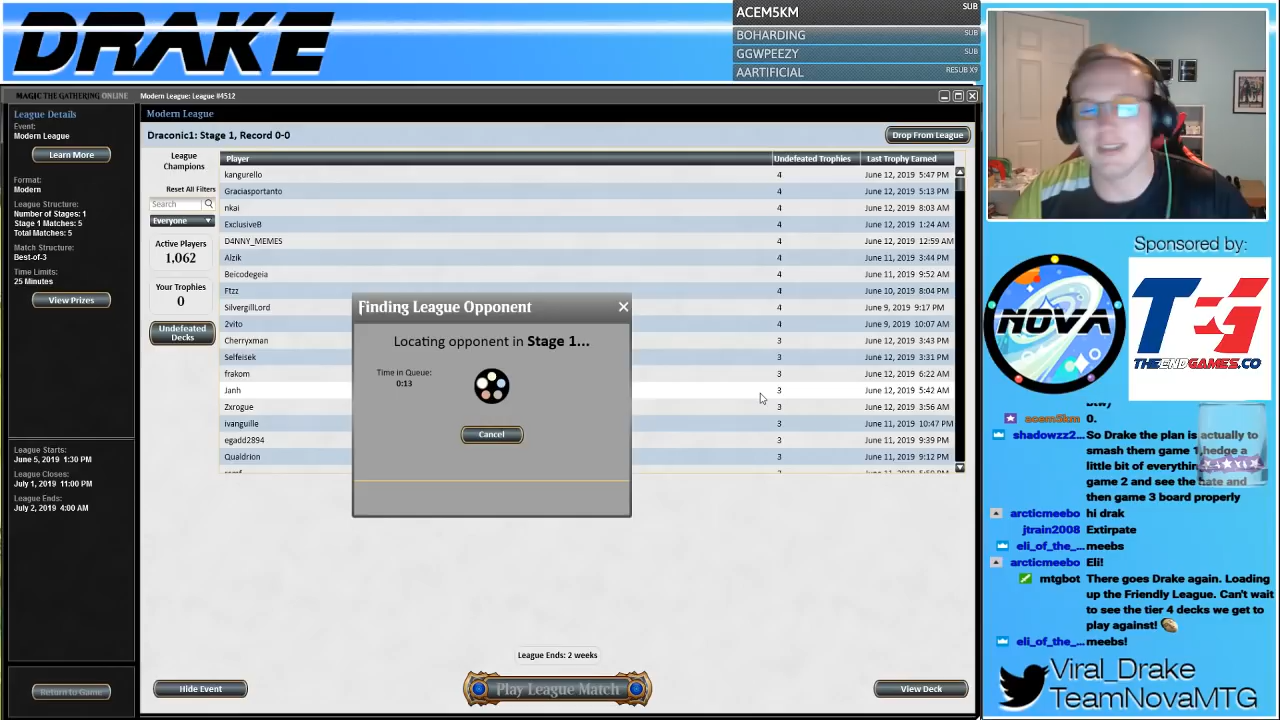 DRAKE
ACEM5KM SUB
BOHARDING SUB
GGWPEEZY SUB
AARTIFICIAL RESUB X9
MAGIC THE GATHERING ONLINE
Modern League: League #4512
League Details
Event:
Modern League
Learn More
Format:
Modern
League Structure:
Number of Stages: 1
Stage 1 Matches: 5
Total Matches: 5
Match Structure:
Best-of-3
Time Limits:
25 Minutes
View Prizes
League Starts:
June 5, 2019 1:30 PM
League Closes:
July 1, 2019 11:00 PM
League Ends:
July 2, 2019 4:00 AM
Return to Game
Modern League
Draconic1: Stage 1, Record 0-0
Drop From League
League
Champions
Reset All Filters
Search
Everyone
Active Players
1,062
Your Trophies
0
Undefeated
Decks
Player Undefeated Trophies Last Trophy Earned
kangurello 4 June 12, 2019 5:47 PM
Graciasportanto 4 June 12, 2019 5:13 PM
nkai 4 June 12, 2019 8:03 AM
ExclusiveB 4 June 12, 2019 1:24 AM
D4NNY_MEMES 4 June 12, 2019 12:59 AM
Alzik 4 June 11, 2019 3:44 PM
Beicodegeia 4 June 11, 2019 9:52 AM
Ftzz 4 June 10, 2019 8:04 PM
SilvergillLord 4 June 9, 2019 9:17 PM
2vito 4 June 9, 2019 10:07 AM
Cherryxman 3 June 12, 2019 3:43 PM
Selfeisek 3 June 12, 2019 3:31 PM
frakom 3 June 12, 2019 6:22 AM
Janh 3 June 12, 2019 5:42 AM
Zxrogue 3 June 12, 2019 3:56 AM
ivanguille 3 June 11, 2019 10:47 PM
egadd2894 3 June 11, 2019 9:39 PM
Qualdrion 3 June 11, 2019 9:12 PM
Finding League Opponent
Locating opponent in Stage 1...
Time in Queue:
0:13
Cancel
League Ends: 2 weeks
Hide Event
Play League Match
View Deck
Sponsored by:
NOVA
TEG
THEENDGAMES.CO
btw)
acem5km 0.
shadowzz2... So Drake the plan is actually to
smash them game 1,hedge a
little bit of everything
game 2 and see the hate and
then game 3 board properly
arcticmeebo hi drak
jtrain2008 Extirpate
eli_of_the_... meebs
arcticmeebo Eli!
mtgbot There goes Drake again. Loading
up the Friendly League. Can't wait
to see the tier 4 decks we get to
play against!
eli_of_the_... meebs!
Viral_Drake
TeamNovaMTG